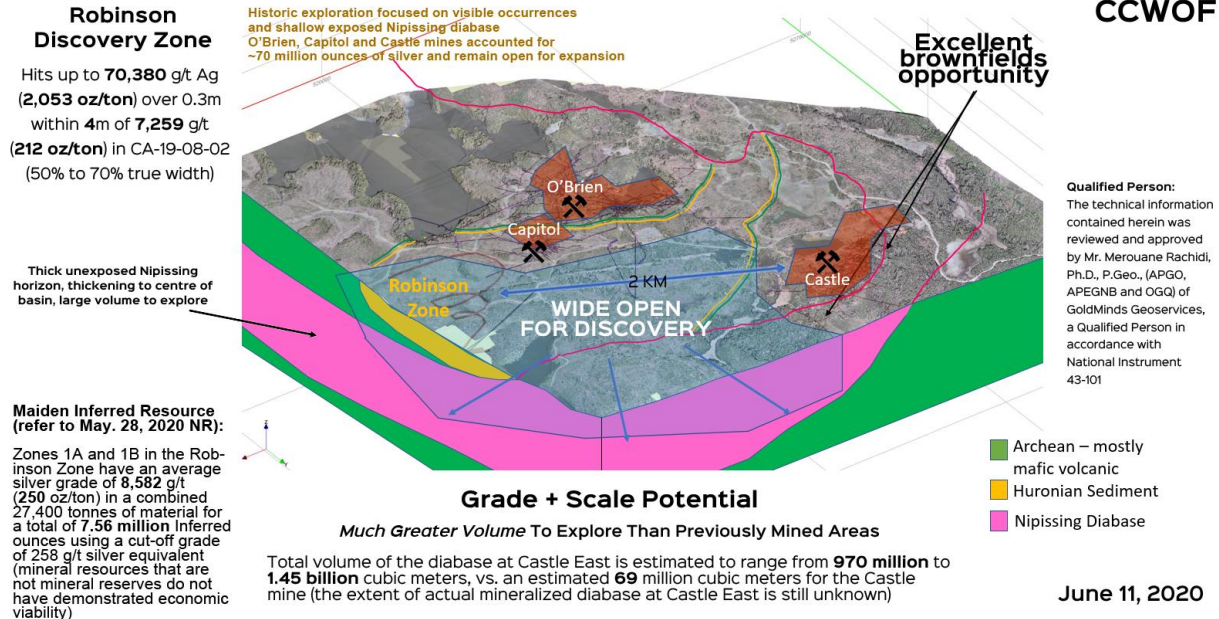 Robinson
Discovery Zone
Hits up to 70,380 g/t Ag
(2,053 oz/ton) over 0.3m
within 4m of 7,259 g/t
(212 oz/ton) in CA-19-08-02
(50% to 70% true width)
Historic exploration focused on visible occurrences
and shallow exposed Nipissing diabase
O'Brien, Capitol and Castle mines accounted for
~70 million ounces of silver and remain open for expansion
CCWOF
Excellent
brownfields
opportunity
O'Brien
Capitol
Castle
2 KM
Robinson
Zone
WIDE OPEN
FOR DISCOVERY
Thick unexposed Nipissing
horizon, thickening to centre of
basin, large volume to explore
Qualified Person:
The technical information
contained herein was
reviewed and approved
by Mr. Merouane Rachidi,
Ph.D., P.Geo., (APGO,
APEGNB and OGQ) of
GoldMinds Geoservices,
a Qualified Person in
accordance with
National Instrument
43-101
Maiden Inferred Resource
(refer to May. 28, 2020 NR):
Zones 1A and 1B in the Rob-
inson Zone have an average
silver grade of 8,582 g/t
(250 oz/ton) in a combined
27,400 tonnes of material for
a total of 7.56 million Inferred
ounces using a cut-off grade
of 258 g/t silver equivalent
(mineral resources that are
not mineral reserves do not
have demonstrated economic
viability)
Archean – mostly
mafic volcanic
Huronian Sediment
Nipissing Diabase
Grade + Scale Potential
Much Greater Volume To Explore Than Previously Mined Areas
Total volume of the diabase at Castle East is estimated to range from 970 million to
1.45 billion cubic meters, vs. an estimated 69 million cubic meters for the Castle
mine (the extent of actual mineralized diabase at Castle East is still unknown)
June 11, 2020